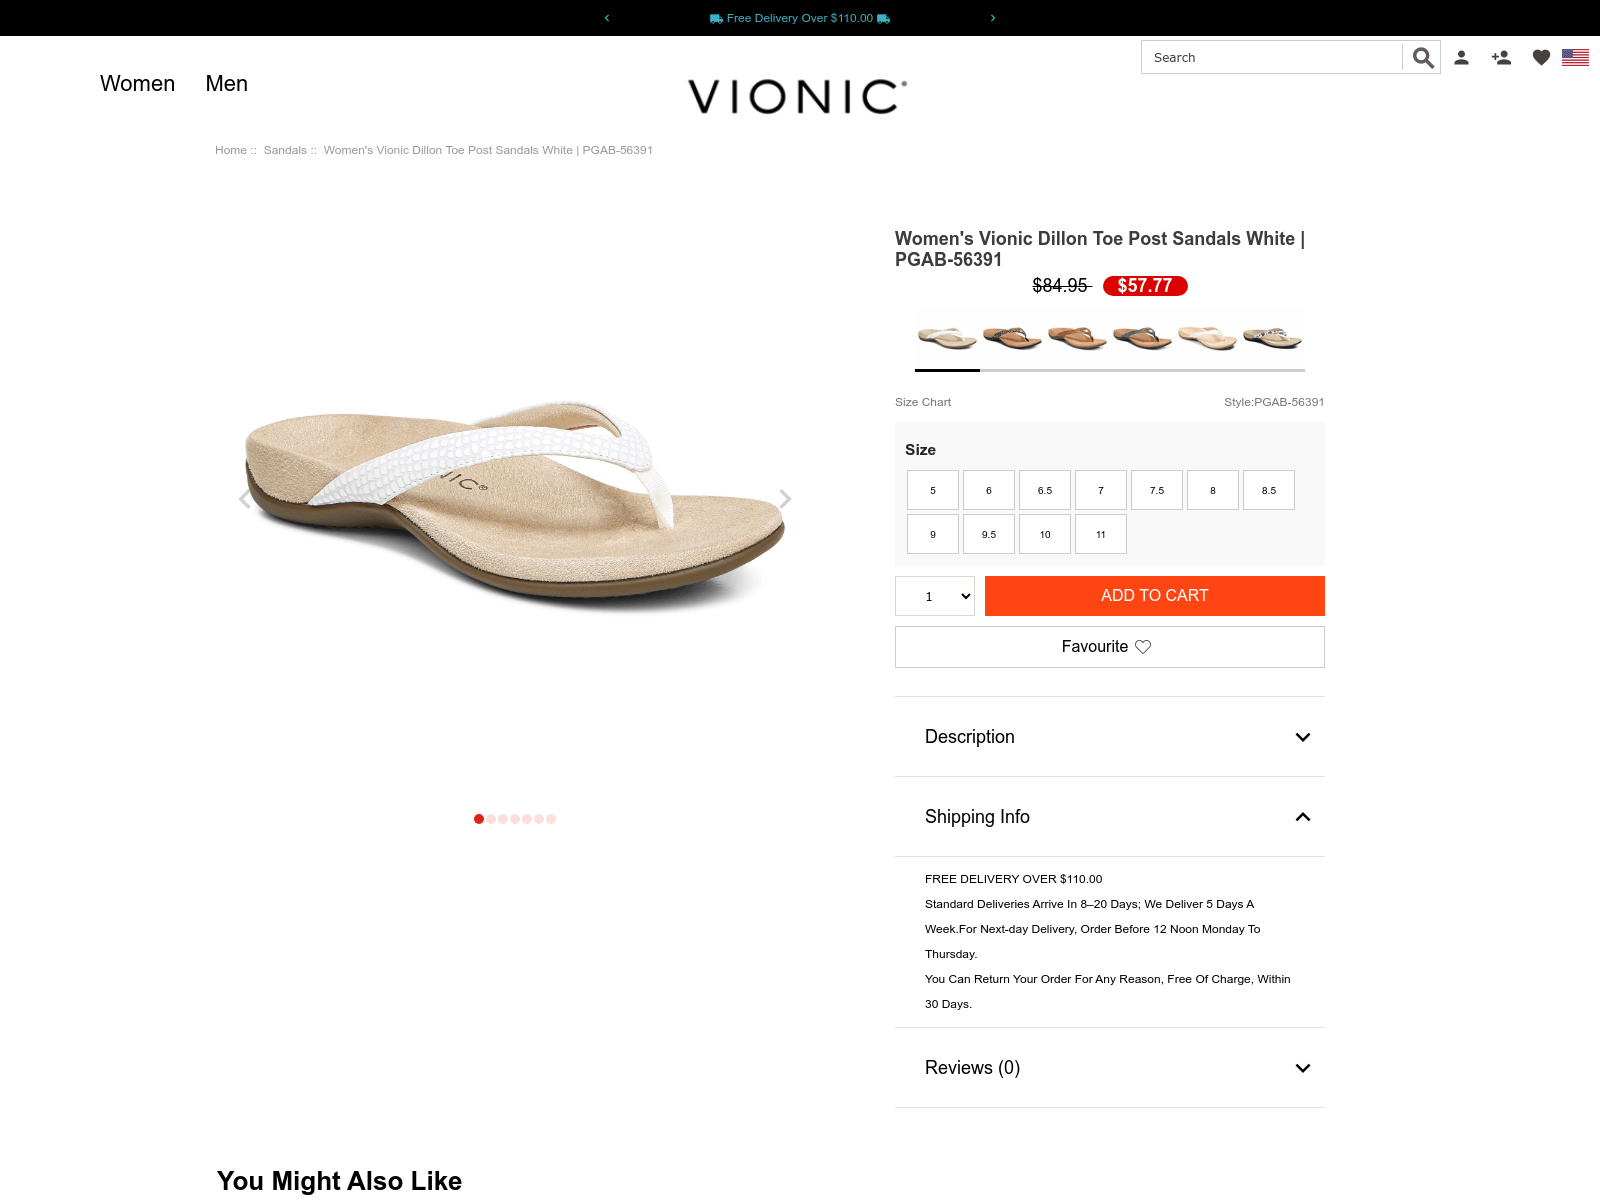 Free Delivery Over $110.00
Search
Women Men
VIONIC
Home :: Sandals :: Women's Vionic Dillon Toe Post Sandals White | PGAB-56391
Women's Vionic Dillon Toe Post Sandals White |
PGAB-56391
$84.95 $57.77
Size Chart Style:PGAB-56391
Size
5 6 6.5 7 7.5 8 8.5
9 9.5 10 11
1 ADD TO CART
Favourite
Description
Shipping Info
FREE DELIVERY OVER $110.00
Standard Deliveries Arrive In 8–20 Days; We Deliver 5 Days A
Week.For Next-day Delivery, Order Before 12 Noon Monday To
Thursday.
You Can Return Your Order For Any Reason, Free Of Charge, Within
30 Days.
Reviews (0)
You Might Also Like